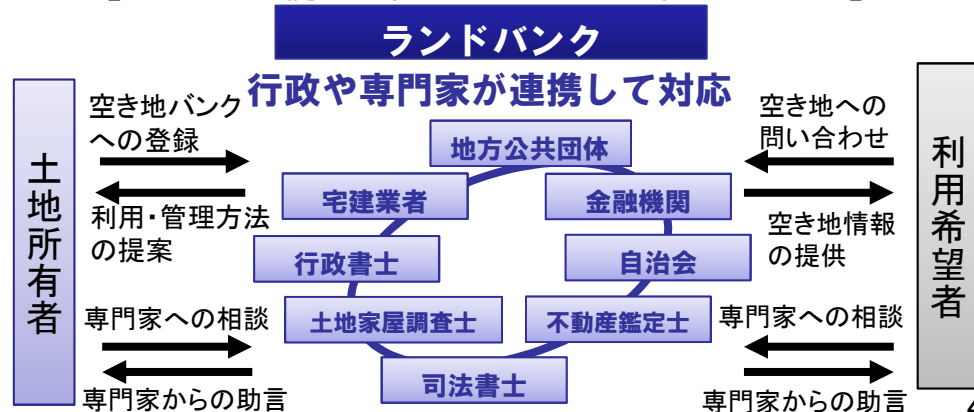 ランドバンク
行政や専門家が連携して対応
土地所有者
空き地バンク
への登録
利用・管理方法
の提案
専門家への相談
専門家からの助言
地方公共団体
宅建業者
金融機関
行政書士
自治会
土地家屋調査士
不動産鑑定士
司法書士
空き地への
問い合わせ
空き地情報
の提供
専門家への相談
専門家からの助言
利用希望者